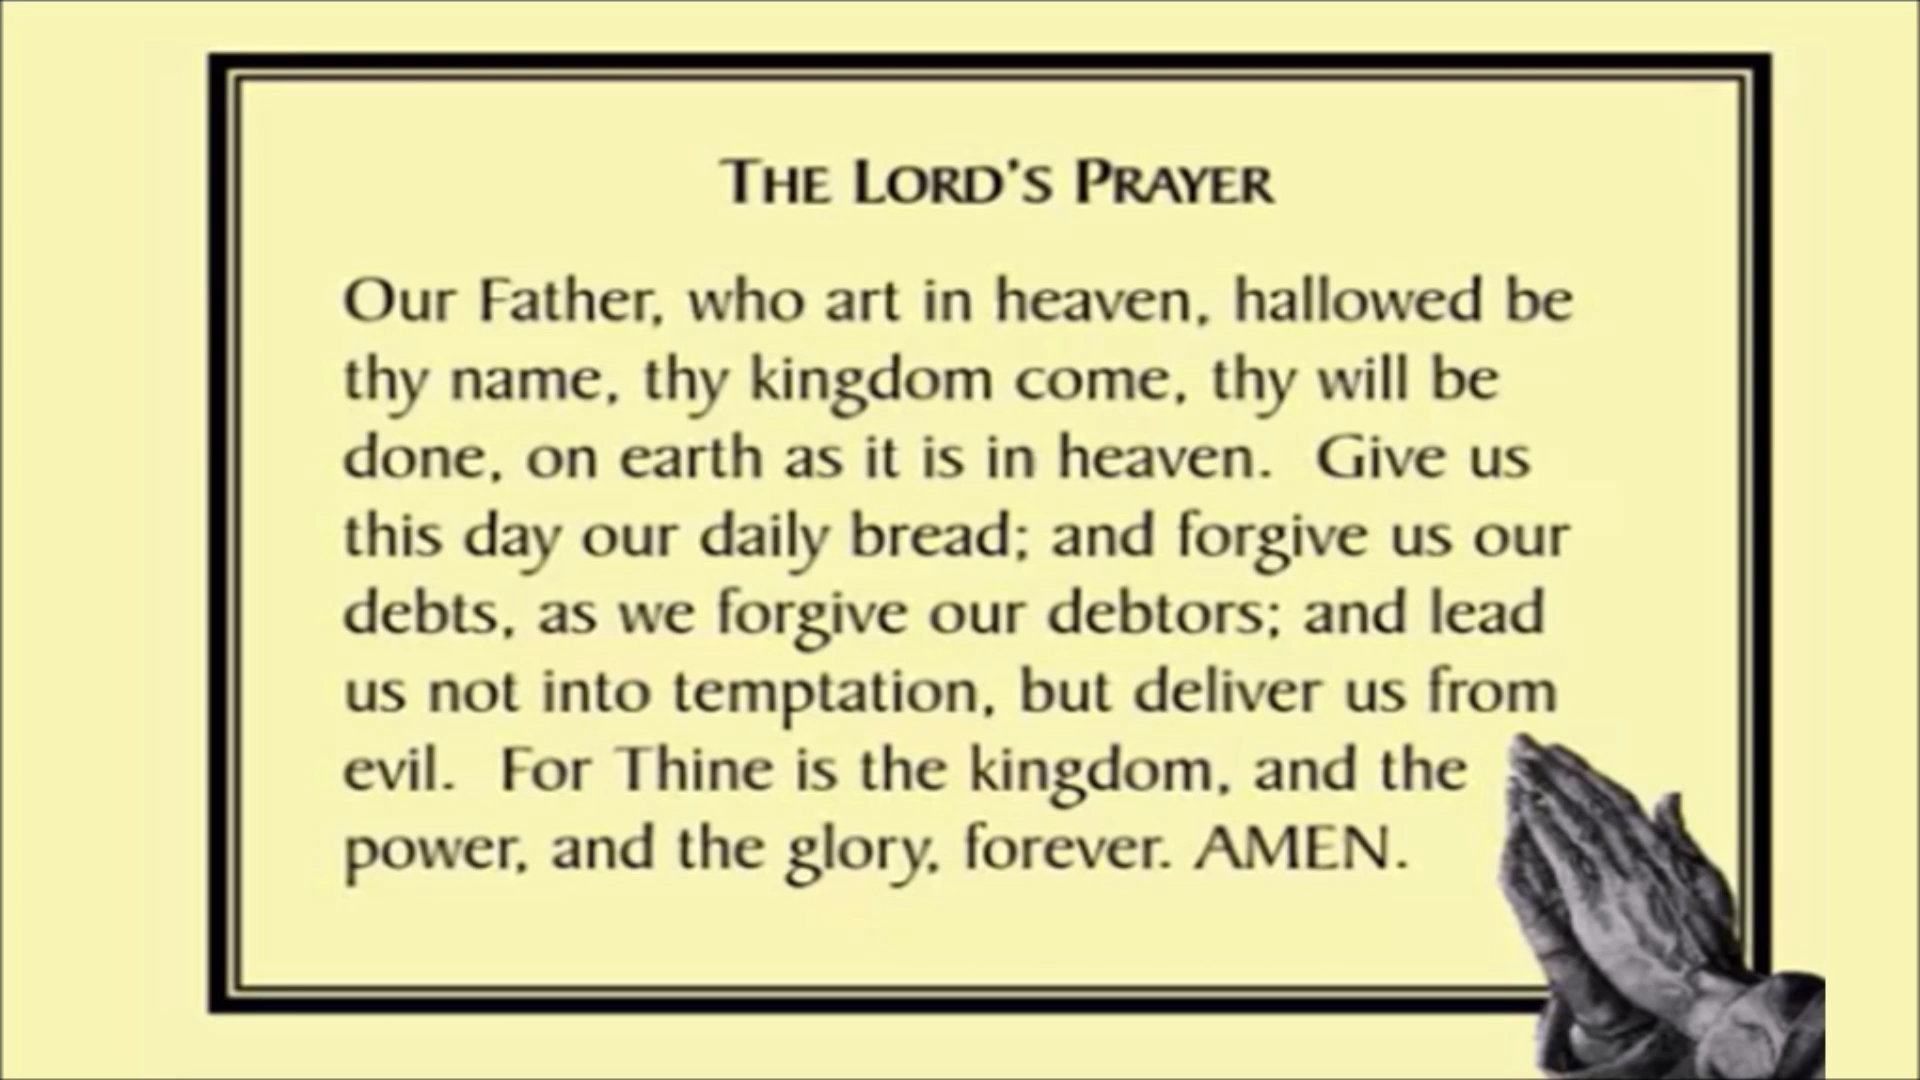 THE LORD'S PRAYER
Our Father, who art in heaven, hallowed be
thy name, thy kingdom come, thy will be
done, on earth as it is in heaven.  Give us
this day our daily bread; and forgive us our
debts, as we forgive our debtors; and lead
us not into temptation, but deliver us from
evil.  For Thine is the kingdom, and the
power, and the glory, forever. AMEN.